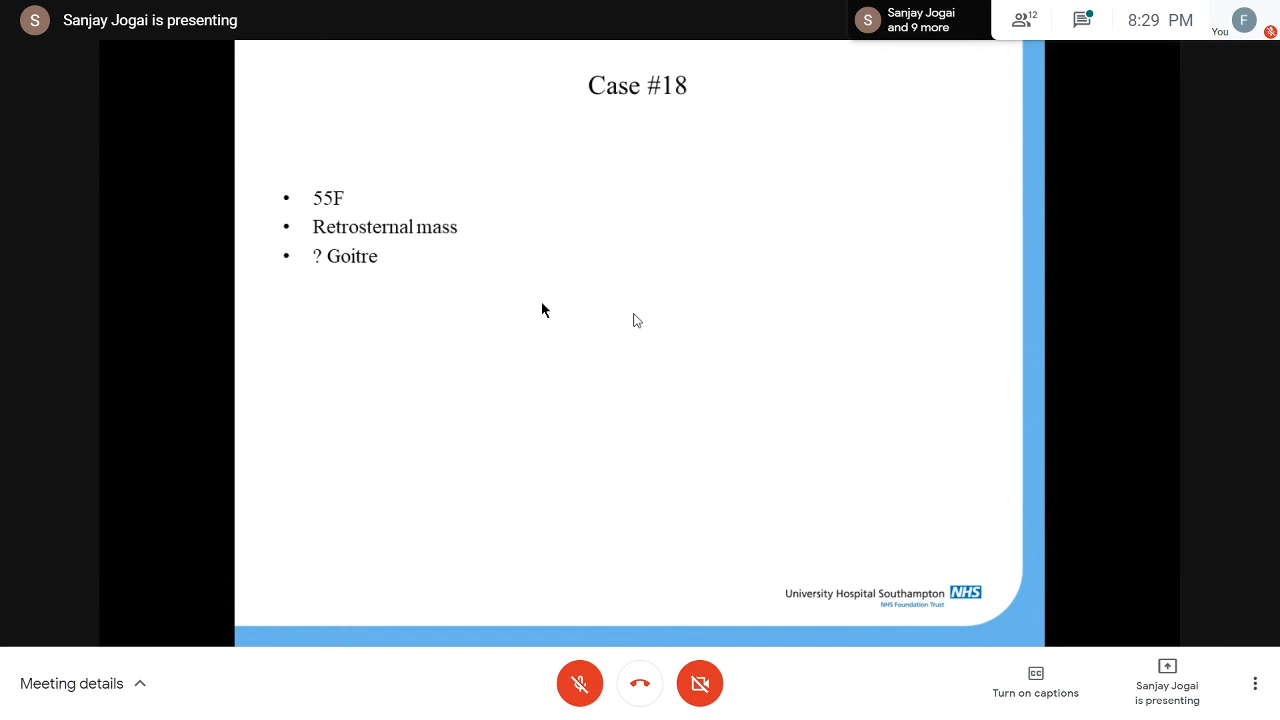 S Sanjay Jogai is presenting
S Sanjay Jogai
and 9 more
12
8:29 PM
You F
Case #18
• 55F
• Retrosternal mass
• ? Goitre
University Hospital Southampton NHS
NHS Foundation Trust
Meeting details
CC
Turn on captions
Sanjay Jogai
is presenting